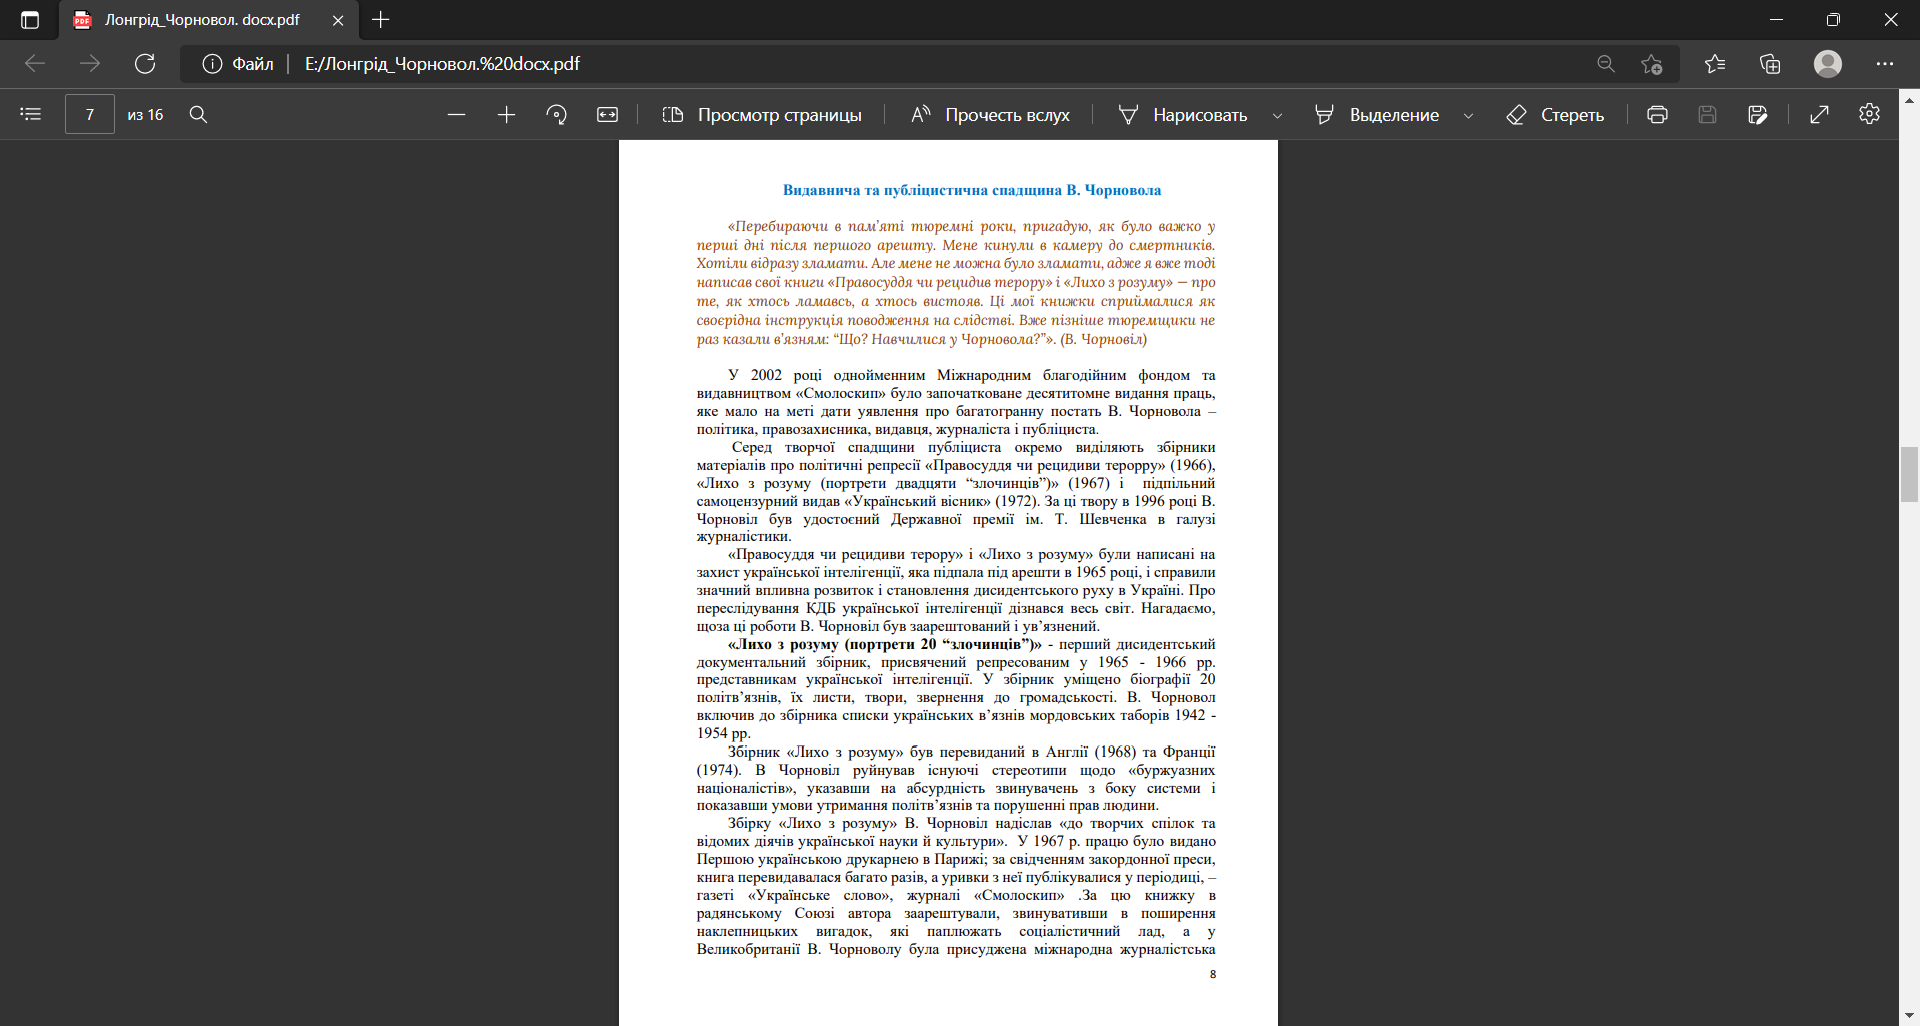 Лонгрід_Чорновол. docx.pdf
Файл | E:/Лонгрід_Чорновол.%20docx.pdf
7 из 16 Просмотр страницы Прочесть вслух Нарисовать Выделение Стереть
Видавнича та публіцистична спадщина В. Чорновола
«Перебираючи в пам’яті тюремні роки, пригадую, як було важко у
перші дні після першого арешту. Мене кинули в камеру до смертників.
Хотіли відразу зламати. Але мене не можна було зламати, адже я вже тоді
написав свої книги «Правосуддя чи рецидив терору» і «Лихо з розуму» — про
те, як хтось ламавсь, а хтось вистояв. Ці мої книжки сприймалися як
своєрідна інструкція поводження на слідстві. Вже пізніше тюремщики не
раз казали в’язням: “Що? Навчилися у Чорновола?”». (В. Чорновіл)
У 2002 році однойменним Міжнародним благодійним фондом та
видавництвом «Смолоскип» було започатковане десятитомне видання праць,
яке мало на меті дати уявлення про багатогранну постать В. Чорновола –
політика, правозахисника, видавця, журналіста і публіциста.
Серед творчої спадщини публіциста окремо виділяють збірники
матеріалів про політичні репресії «Правосуддя чи рецидиви терорру» (1966),
«Лихо з розуму (портрети двадцяти “злочинців”)» (1967) і підпільний
самоцензурний видав «Український вісник» (1972). За ці твору в 1996 році В.
Чорновіл був удостоєний Державної премії ім. Т. Шевченка в галузі
журналістики.
«Правосуддя чи рецидиви терору» і «Лихо з розуму» були написані на
захист української інтелігенції, яка підпала під арешти в 1965 році, і справили
значний впливна розвиток і становлення дисидентського руху в Україні. Про
переслідування КДБ української інтелігенції дізнався весь світ. Нагадаємо,
щоза ці роботи В. Чорновіл був заарештований і ув’язнений.
«Лихо з розуму (портрети 20 “злочинців”)» - перший дисидентський
документальний збірник, присвячений репресованим у 1965 - 1966 рр.
представникам української інтелігенції. У збірник уміщено біографії 20
політв’язнів, їх листи, твори, звернення до громадськості. В. Чорновол
включив до збірника списки українських в’язнів мордовських таборів 1942 -
1954 рр.
Збірник «Лихо з розуму» був перевиданий в Англії (1968) та Франції
(1974). В Чорновіл руйнував існуючі стереотипи щодо «буржуазних
націоналістів», указавши на абсурдність звинувачень з боку системи і
показавши умови утримання політв’язнів та порушенні прав людини.
Збірку «Лихо з розуму» В. Чорновіл надіслав «до творчих спілок та
відомих діячів української науки й культури». У 1967 р. працю було видано
Першою українською друкарнею в Парижі; за свідченням закордонної преси,
книга перевидавалася багато разів, а уривки з неї публікувалися у періодиці, –
газеті «Українське слово», журналі «Смолоскип» .За цю книжку в
радянському Союзі автора заарештували, звинувативши в поширення
наклепницьких вигадок, які паплюжать соціалістичний лад, а у
Великобританії В. Чорноволу була присуджена міжнародна журналістська
8